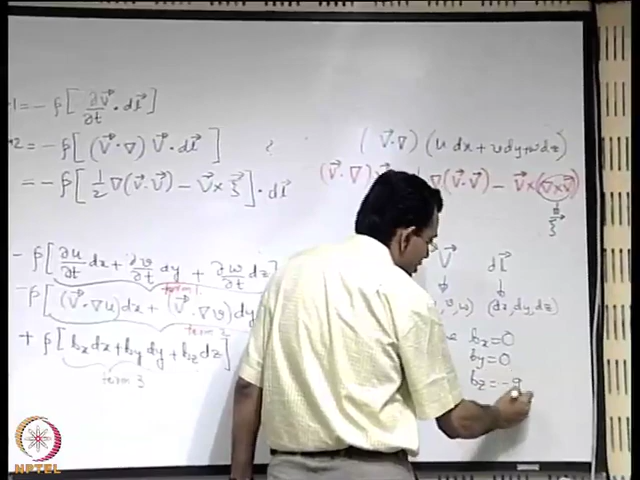 1 = -ρ[ ∂V⃗/∂t · dl⃗ ]
2 = -ρ[ (V⃗·∇) V⃗ · dl⃗ ] ?
= -ρ[ 1/2 ∇(V⃗·V⃗) - V⃗×ξ⃗ ] · dl⃗
(V⃗·∇) (u dx + v dy + w dz)
(V⃗·∇) ∇(V⃗·V⃗) - V⃗×(∇×V⃗)
ξ⃗
-ρ[ ∂u/∂t dx + ∂v/∂t dy + ∂w/∂t dz ]
term 1
-ρ[ (V⃗·∇u)dx + (V⃗·∇v)dy
term 2
+ ρ[ bx dx + by dy + bz dz ]
term 3
V⃗ dl⃗
, v, w) (dx, dy, dz)
bx = 0
by = 0
bz = -g
NPTEL